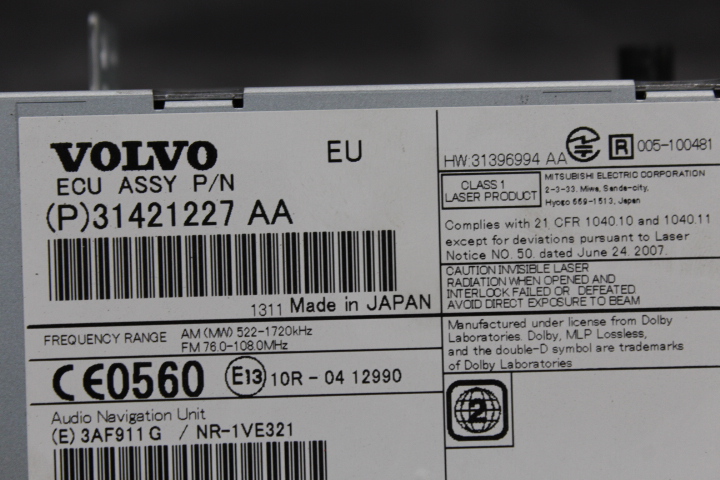 VOLVO EU
ECU ASSY P/N
(P)31421227 AA
1311 Made in JAPAN
FREQUENCY RANGE AM (MW) 522-1720kHz
FM 76.0-108.0MHz
CE0560 E13 10R-04 12990
Audio Navigation Unit
(E) 3AF911G / NR-1VE321
HW:31396994 AA R 005-100481
CLASS 1
LASER PRODUCT
MITSUBISHI ELECTRIC CORPORATION
2-3-33, Miwa, Sanda-city,
Hyogo 669-1513, Japan
Complies with 21 CFR 1040.10 and 1040.11
except for deviations pursuant to Laser
Notice NO. 50, dated June 24, 2007.
CAUTION INVISIBLE LASER
RADIATION WHEN OPENED AND
INTERLOCK FAILED OR DEFEATED.
AVOID DIRECT EXPOSURE TO BEAM
Manufactured under license from Dolby
Laboratories. Dolby, MLP Lossless,
and the double-D symbol are trademarks
of Dolby Laboratories
2